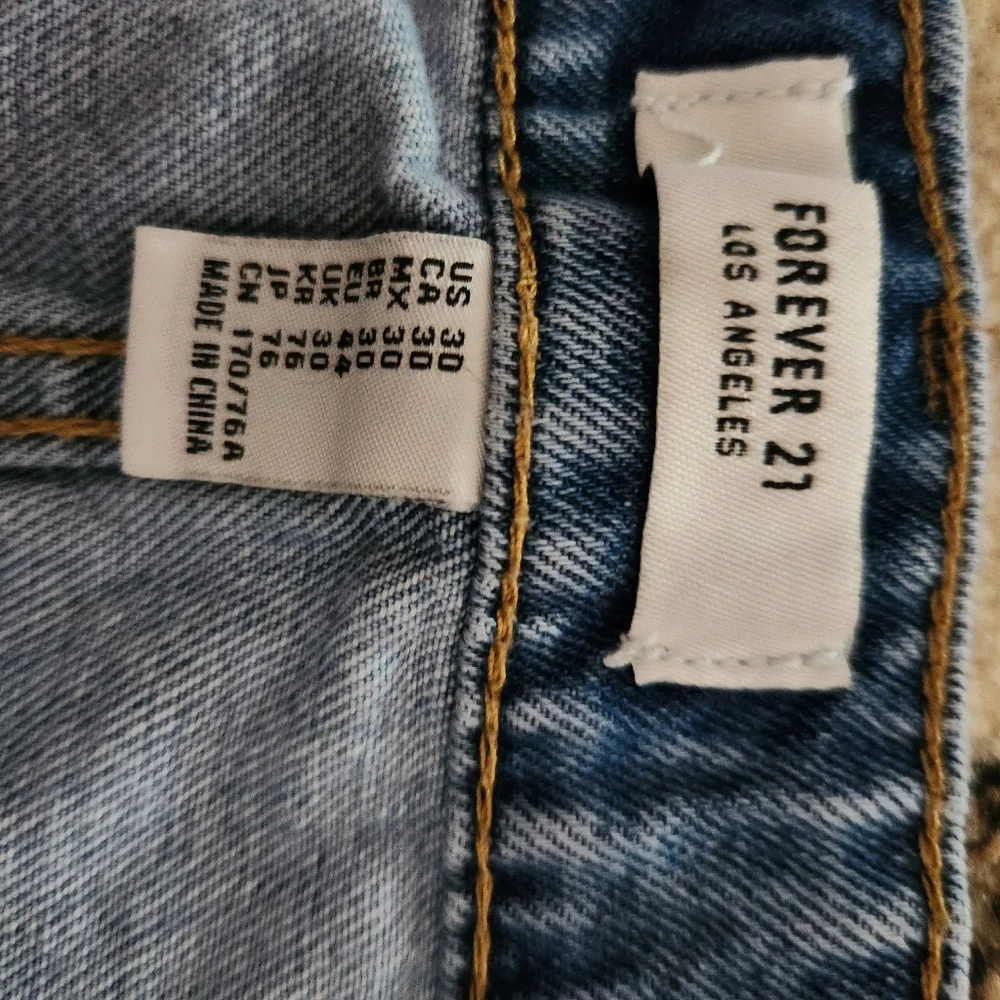 FOREVER 21
LOS ANGELES
US 30
CA 30
MX 30
BR 30
EU 44
UK 30
KR 76
JP 76
CN 170/76A
MADE IN CHINA